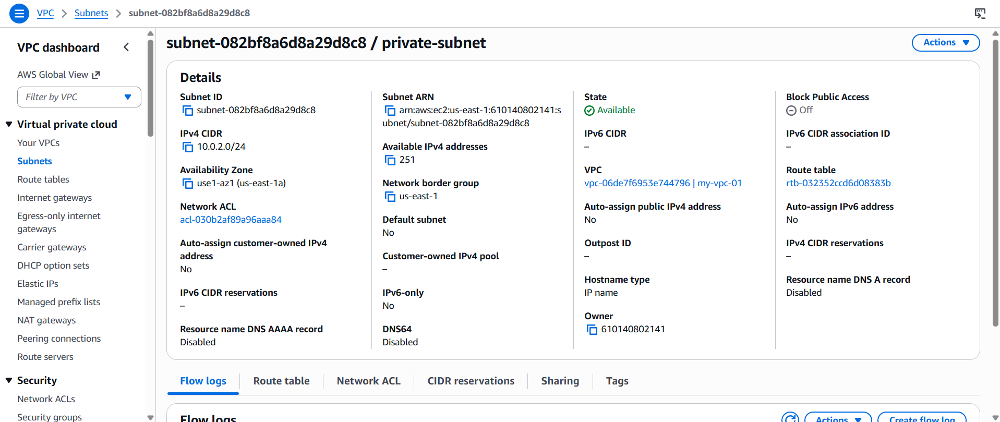 VPC > Subnets > subnet-082bf8a6d8a29d8c8
VPC dashboard
AWS Global View
Filter by VPC
Virtual private cloud
Your VPCs
Subnets
Route tables
Internet gateways
Egress-only internet
gateways
Carrier gateways
DHCP option sets
Elastic IPs
Managed prefix lists
NAT gateways
Peering connections
Route servers
Security
Network ACLs
Security groups
subnet-082bf8a6d8a29d8c8 / private-subnet
Actions
Details
Subnet ID
subnet-082bf8a6d8a29d8c8
IPv4 CIDR
10.0.2.0/24
Availability Zone
use1-az1 (us-east-1a)
Network ACL
acl-030b2af89a96aaa84
Auto-assign customer-owned IPv4
address
No
IPv6 CIDR reservations
–
Resource name DNS AAAA record
Disabled
Subnet ARN
arn:aws:ec2:us-east-1:610140802141:s
ubnet/subnet-082bf8a6d8a29d8c8
Available IPv4 addresses
251
Network border group
us-east-1
Default subnet
No
Customer-owned IPv4 pool
–
IPv6-only
No
DNS64
Disabled
State
Available
IPv6 CIDR
–
VPC
vpc-06de7f6953e744796 | my-vpc-01
Auto-assign public IPv4 address
No
Outpost ID
–
Hostname type
IP name
Owner
610140802141
Block Public Access
Off
IPv6 CIDR association ID
–
Route table
rtb-032352ccd6d08383b
Auto-assign IPv6 address
No
IPv4 CIDR reservations
–
Resource name DNS A record
Disabled
Flow logs
Route table
Network ACL
CIDR reservations
Sharing
Tags
Flow logs
Actions
Create flow log